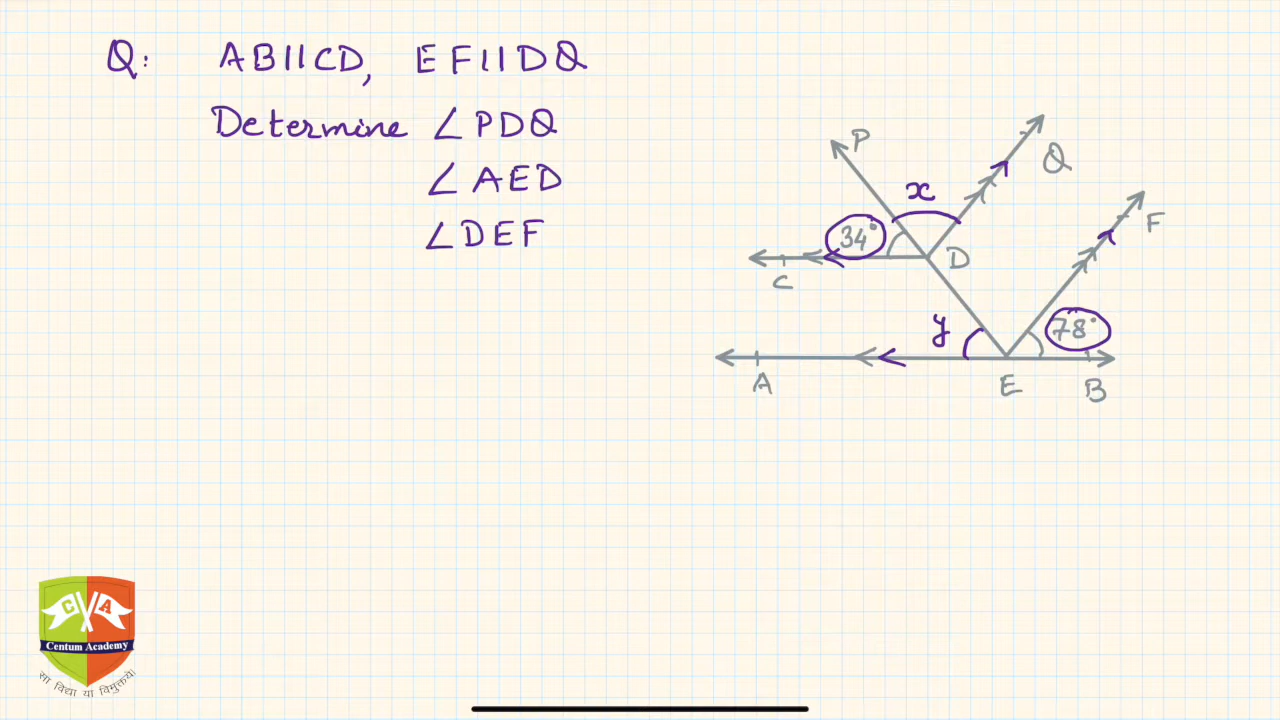 Q: AB||CD, EF||DQ
Determine ∠PDQ
∠AED
∠DEF
P
Q
x
F
34°
D
C
y
78°
A
E
B
C A
Centum Academy
सा विद्या या विमुक्तये।